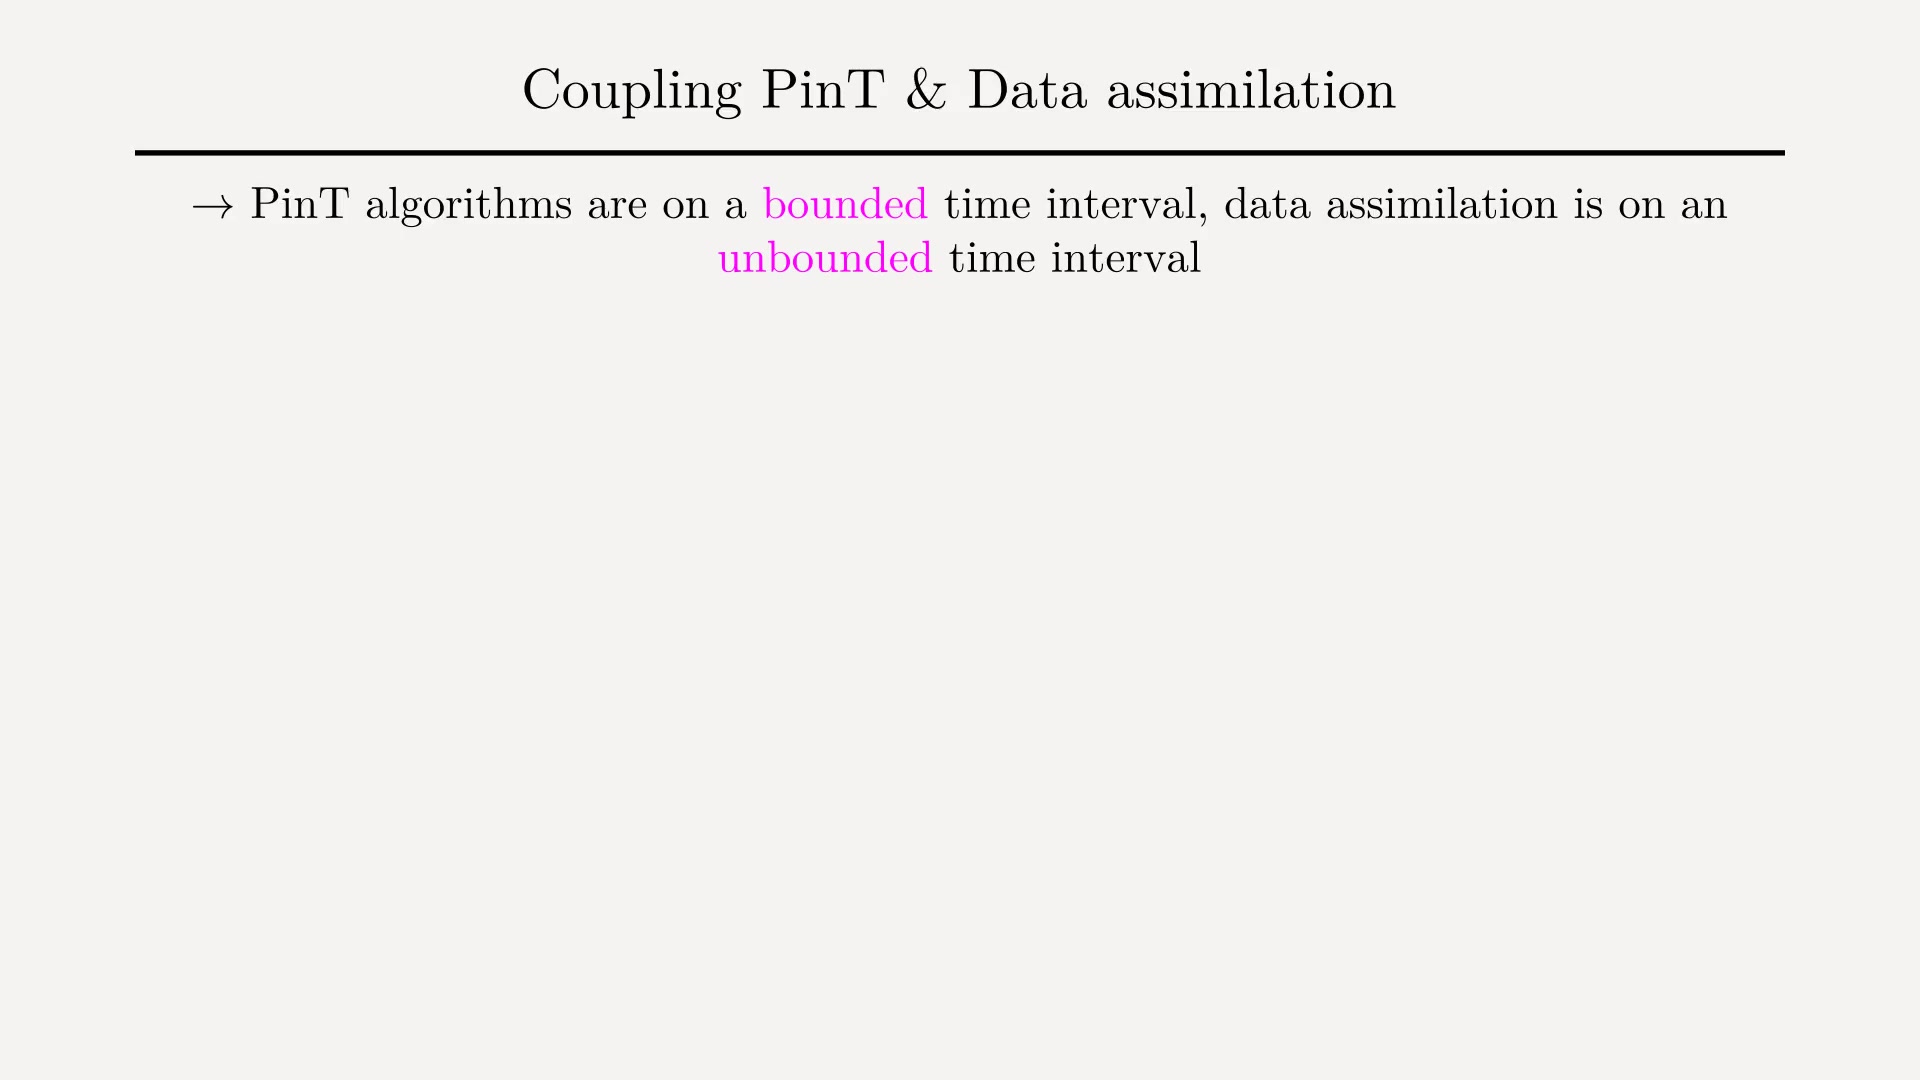 Coupling PinT & Data assimilation
→ PinT algorithms are on a bounded time interval, data assimilation is on an
unbounded time interval